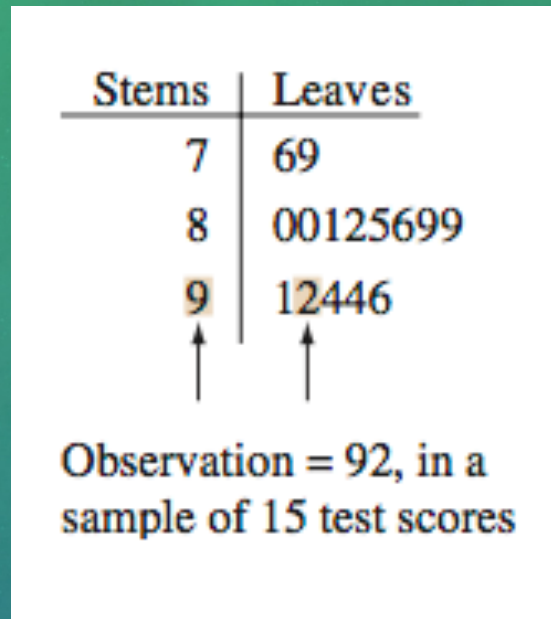 Stems Leaves
7 69
8 00125699
9 12446
Observation = 92, in a
sample of 15 test scores